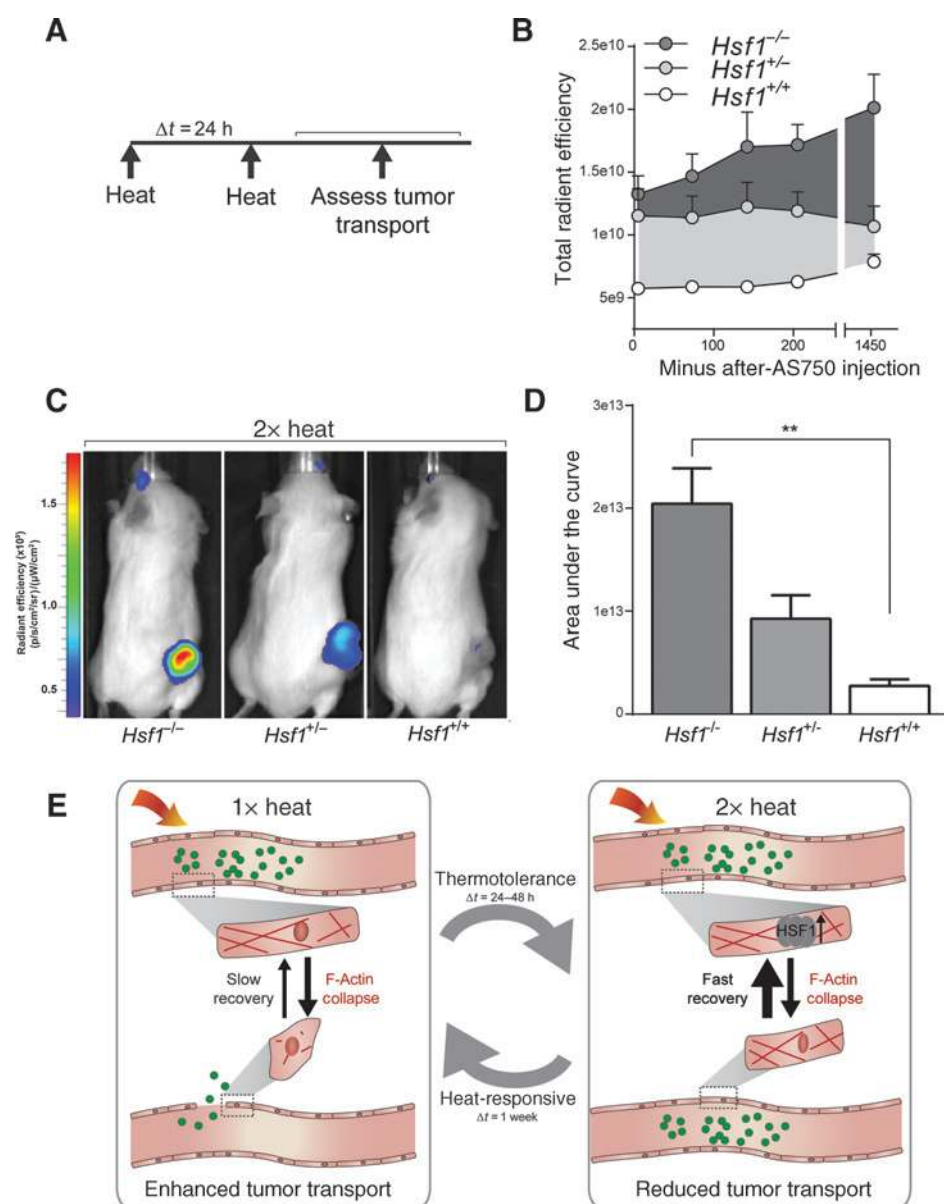 A
Δt = 24 h
Heat
Heat
Assess tumor
transport
B
Hsf1⁻/⁻
Hsf1⁺/⁻
Hsf1⁺/⁺
2.5e10
2e10
1.5e10
1e10
5e9
Total radient efficiency
0
100
200
1450
Minus after-AS750 injection
C
2× heat
1.5
1.0
0.5
Radiant efficiency (x10⁹)
(p/s/cm²/sr)/(µW/cm²)
Hsf1⁻/⁻
Hsf1⁺/⁻
Hsf1⁺/⁺
D
3e13
2e13
1e13
0
Area under the curve
**
Hsf1⁻/⁻
Hsf1⁺/⁻
Hsf1⁺/⁺
E
1× heat
Slow
recovery
F-Actin
collapse
Enhanced tumor transport
Thermotolerance
Δt = 24–48 h
Heat-responsive
Δt = 1 week
2× heat
HSF1
Fast
recovery
F-Actin
collapse
Reduced tumor transport